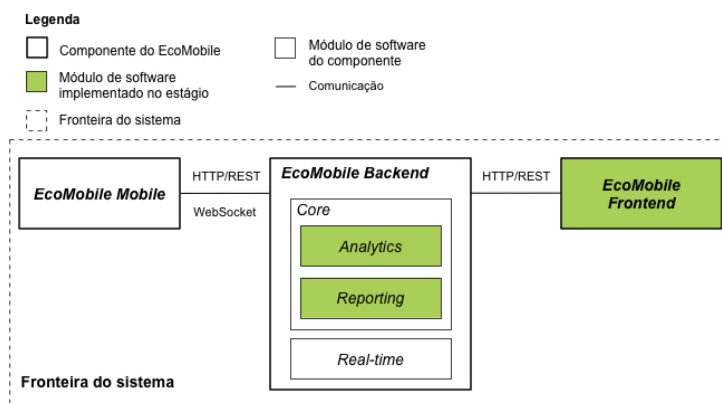 Legenda
Componente do EcoMobile
Módulo de software
do componente
Módulo de software
implementado no estágio
Comunicação
Fronteira do sistema
HTTP/REST
EcoMobile Backend
HTTP/REST
EcoMobile Mobile
EcoMobile
Frontend
WebSocket
Core
Analytics
Reporting
Real-time
Fronteira do sistema